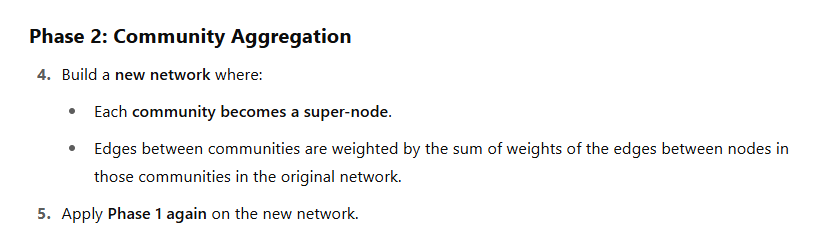 Phase 2: Community Aggregation
4. Build a new network where:
• Each community becomes a super-node.
• Edges between communities are weighted by the sum of weights of the edges between nodes in
those communities in the original network.
5. Apply Phase 1 again on the new network.